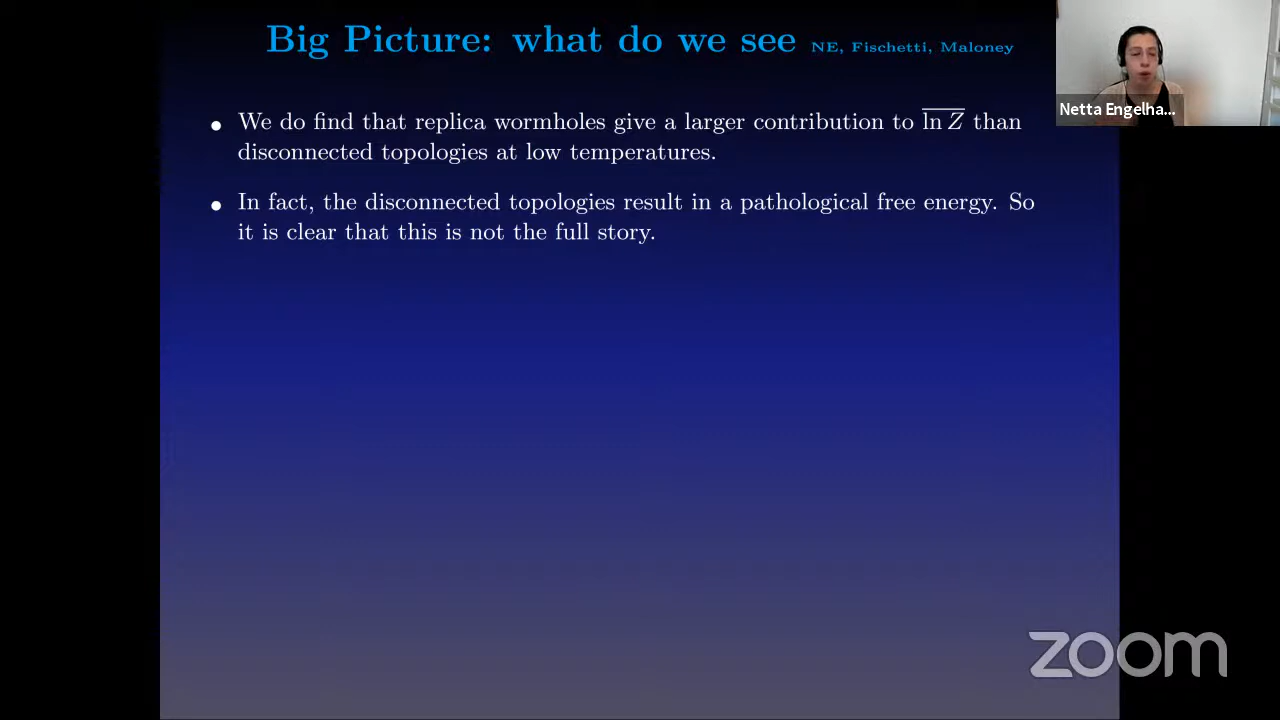 Big Picture: what do we see NE, Fischetti, Maloney
Netta Engelha...
• We do find that replica wormholes give a larger contribution to $\overline{\ln Z}$ than
disconnected topologies at low temperatures.
• In fact, the disconnected topologies result in a pathological free energy. So
it is clear that this is not the full story.
zoom